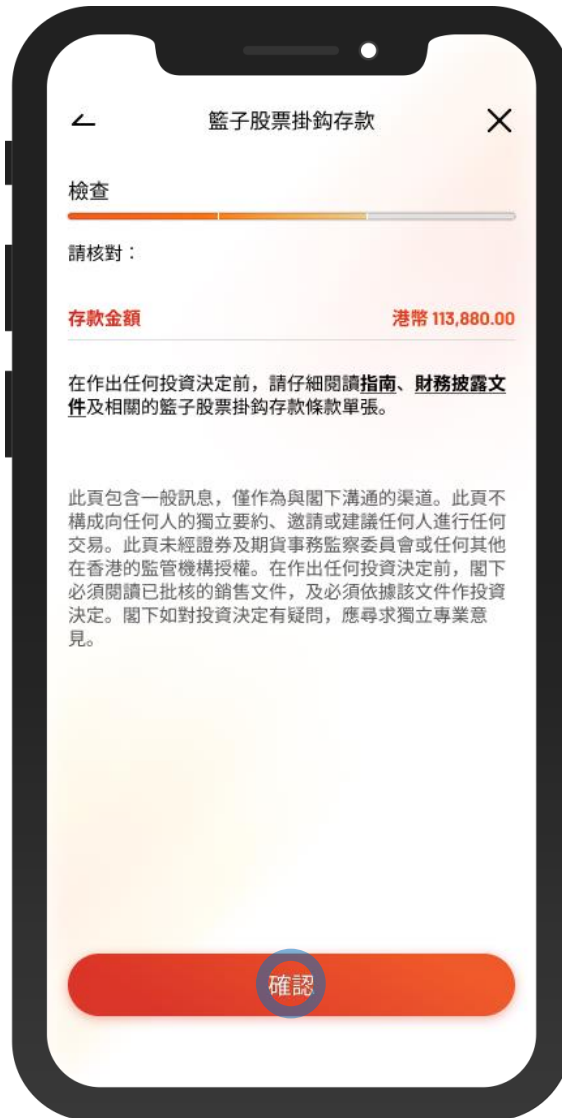 籃子股票掛鈎存款
檢查
請核對：
存款金額 港幣 113,880.00
在作出任何投資決定前，請仔細閱讀指南、財務披露文
件及相關的籃子股票掛鈎存款條款單張。
此頁包含一般訊息，僅作為與閣下溝通的渠道。此頁不
構成向任何人的獨立要約、邀請或建議任何人進行任何
交易。此頁未經證券及期貨事務監察委員會或任何其他
在香港的監管機構授權。在作出任何投資決定前，閣下
必須閱讀已批核的銷售文件，及必須依據該文件作投資
決定。閣下如對投資決定有疑問，應尋求獨立專業意
見。
確認